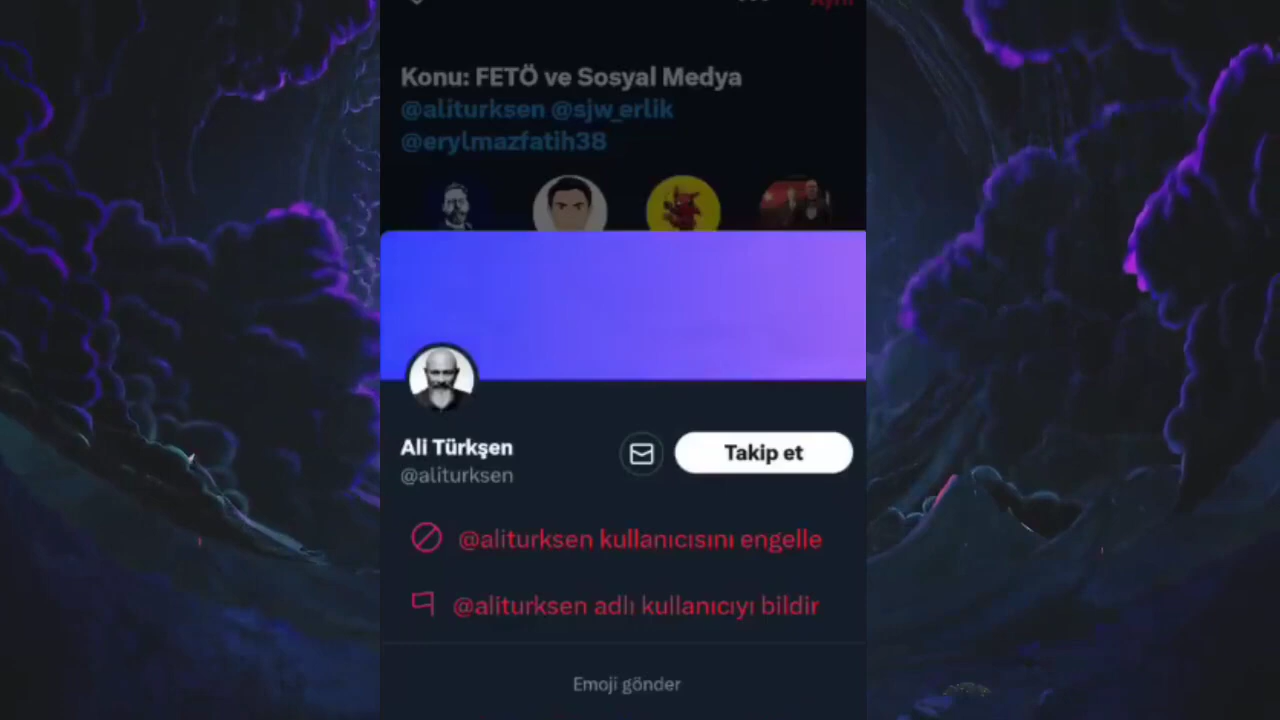 Konu: FETÖ ve Sosyal Medya
@aliturksen @sjw_erlik
@erylmazfatih38
Ali Türkşen
@aliturksen
Takip et
@aliturksen kullanıcısını engelle
@aliturksen adlı kullanıcıyı bildir
Emoji gönder